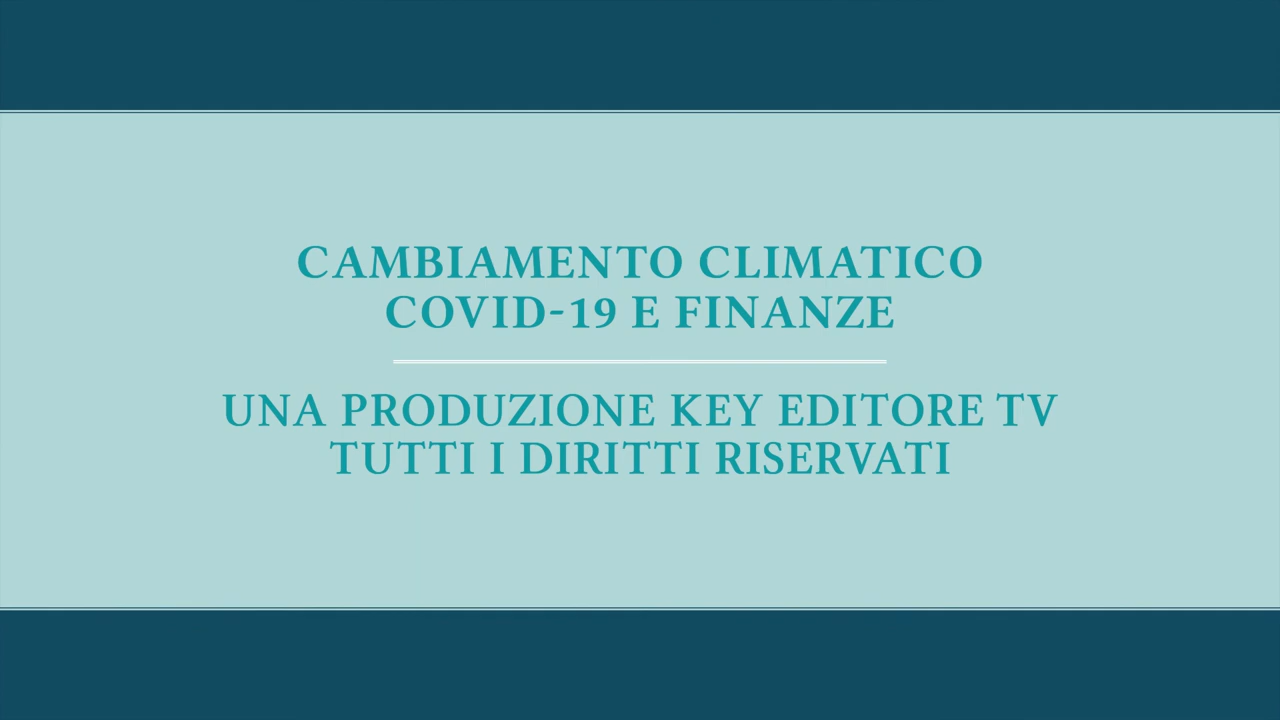 CAMBIAMENTO CLIMATICO
COVID-19 E FINANZE
UNA PRODUZIONE KEY EDITORE TV
TUTTI I DIRITTI RISERVATI